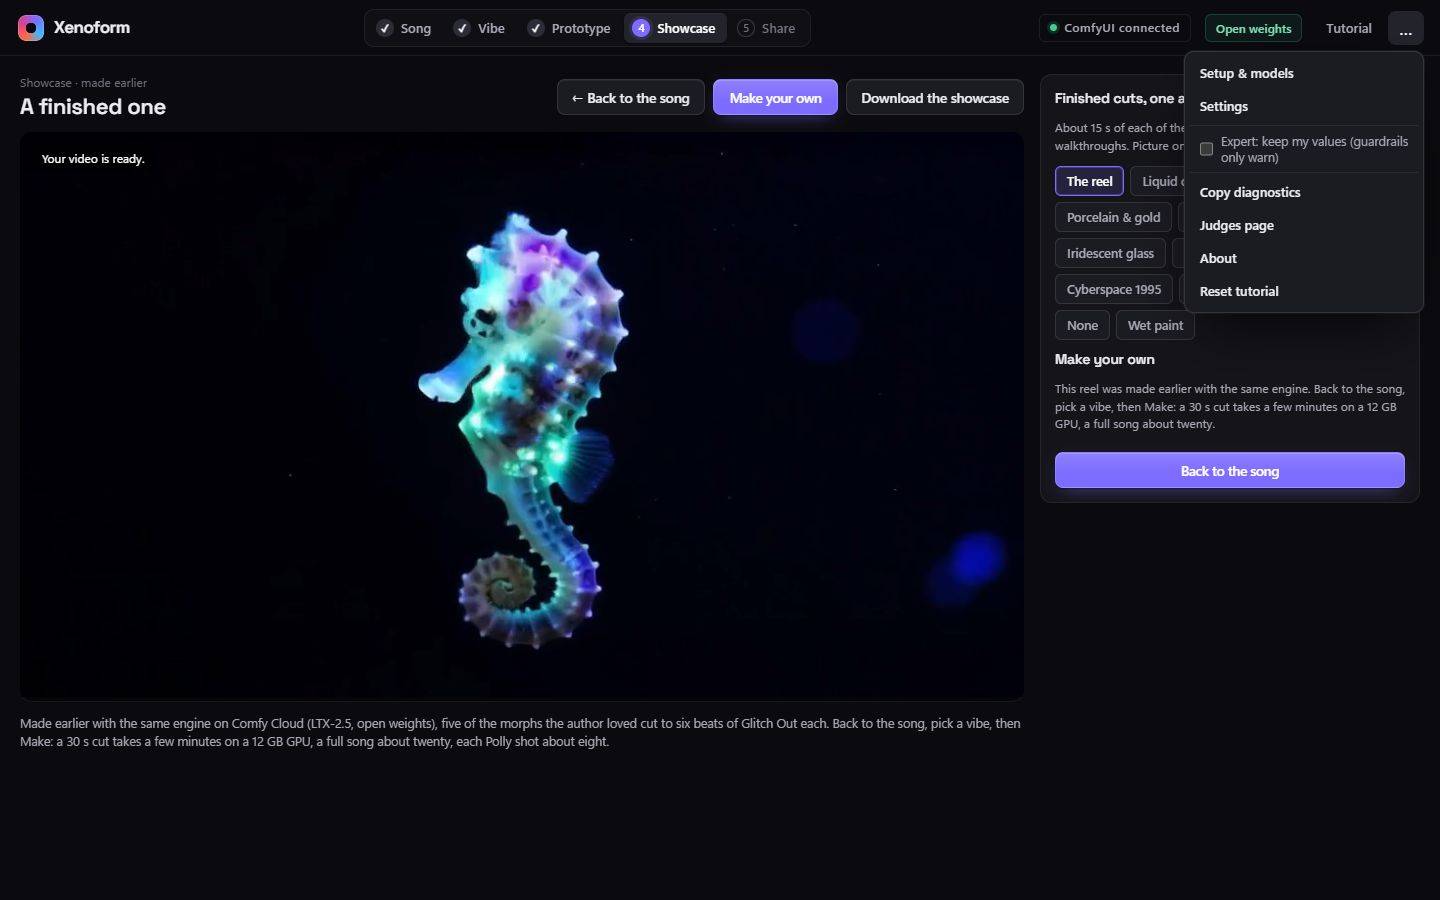 Xenoform
✓ Song
✓ Vibe
✓ Prototype
4 Showcase
5 Share
ComfyUI connected
Open weights
Tutorial
...
Showcase · made earlier
A finished one
← Back to the song
Make your own
Download the showcase
Your video is ready.
Made earlier with the same engine on Comfy Cloud (LTX-2.5, open weights), five of the morphs the author loved cut to six beats of Glitch Out each. Back to the song, pick a vibe, then
Make: a 30 s cut takes a few minutes on a 12 GB GPU, a full song about twenty, each Polly shot about eight.
Finished cuts, one a
About 15 s of each of the
walkthroughs. Picture or
The reel
Liquid
Porcelain & gold
Iridescent glass
Cyberspace 1995
None
Wet paint
Make your own
This reel was made earlier with the same engine. Back to the song,
pick a vibe, then Make: a 30 s cut takes a few minutes on a 12 GB
GPU, a full song about twenty.
Back to the song
Setup & models
Settings
Expert: keep my values (guardrails
only warn)
Copy diagnostics
Judges page
About
Reset tutorial